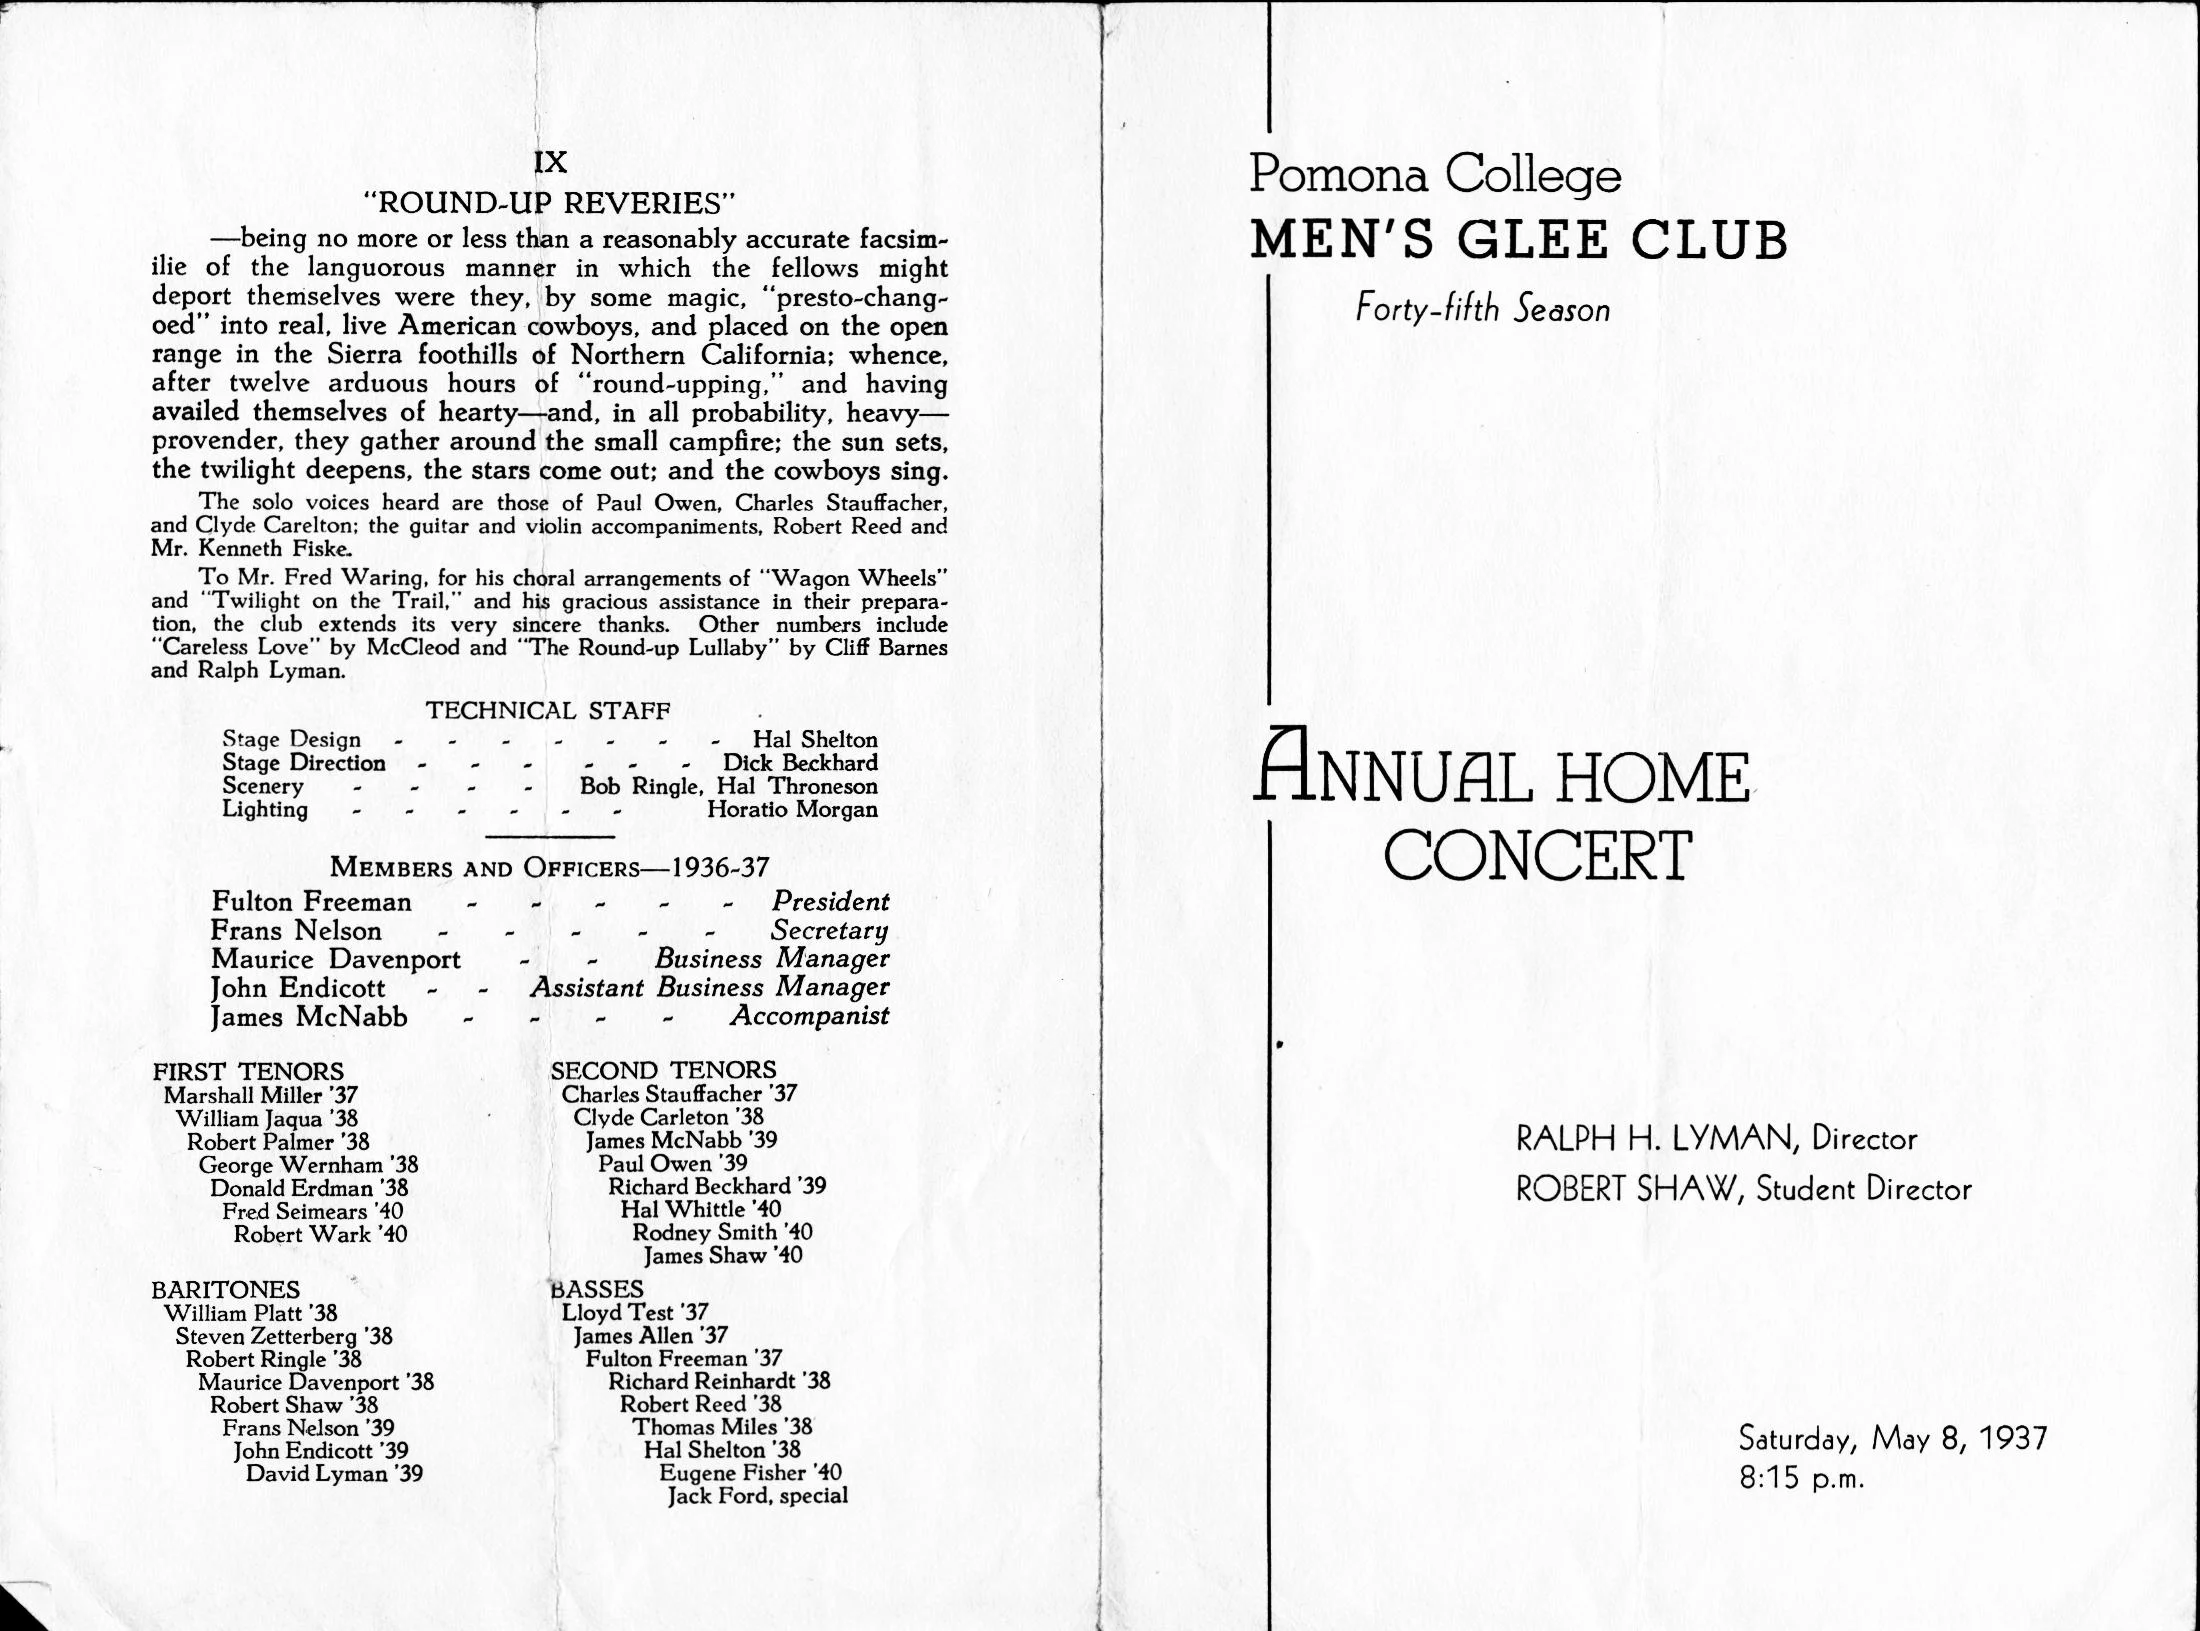 IX
"ROUND-UP REVERIES"
—being no more or less than a reasonably accurate facsim-
ilie of the languorous manner in which the fellows might
deport themselves were they, by some magic, "presto-chang-
oed" into real, live American cowboys, and placed on the open
range in the Sierra foothills of Northern California; whence,
after twelve arduous hours of "round-upping," and having
availed themselves of hearty—and, in all probability, heavy—
provender, they gather around the small campfire; the sun sets,
the twilight deepens, the stars come out; and the cowboys sing.
The solo voices heard are those of Paul Owen, Charles Stauffacher,
and Clyde Carelton; the guitar and violin accompaniments, Robert Reed and
Mr. Kenneth Fiske.
To Mr. Fred Waring, for his choral arrangements of "Wagon Wheels"
and "Twilight on the Trail," and his gracious assistance in their prepara-
tion, the club extends its very sincere thanks. Other numbers include
"Careless Love" by McCleod and "The Round-up Lullaby" by Cliff Barnes
and Ralph Lyman.
TECHNICAL STAFF
Stage Design - - - - - - - Hal Shelton
Stage Direction - - - - - - Dick Beckhard
Scenery - - - - Bob Ringle, Hal Throneson
Lighting - - - - - - Horatio Morgan
MEMBERS AND OFFICERS—1936-37
Fulton Freeman - - - - - President
Frans Nelson - - - - - Secretary
Maurice Davenport - - Business Manager
John Endicott - - Assistant Business Manager
James McNabb - - - - Accompanist
FIRST TENORS
Marshall Miller '37
William Jaqua '38
Robert Palmer '38
George Wernham '38
Donald Erdman '38
Fred Seimears '40
Robert Wark '40
SECOND TENORS
Charles Stauffacher '37
Clyde Carleton '38
James McNabb '39
Paul Owen '39
Richard Beckhard '39
Hal Whittle '40
Rodney Smith '40
James Shaw '40
BARITONES
William Platt '38
Steven Zetterberg '38
Robert Ringle '38
Maurice Davenport '38
Robert Shaw '38
Frans Nelson '39
John Endicott '39
David Lyman '39
BASSES
Lloyd Test '37
James Allen '37
Fulton Freeman '37
Richard Reinhardt '38
Robert Reed '38
Thomas Miles '38
Hal Shelton '38
Eugene Fisher '40
Jack Ford, special
Pomona College
MEN'S GLEE CLUB
Forty-fifth Season
ANNUAL HOME
CONCERT
RALPH H. LYMAN, Director
ROBERT SHAW, Student Director
Saturday, May 8, 1937
8:15 p.m.